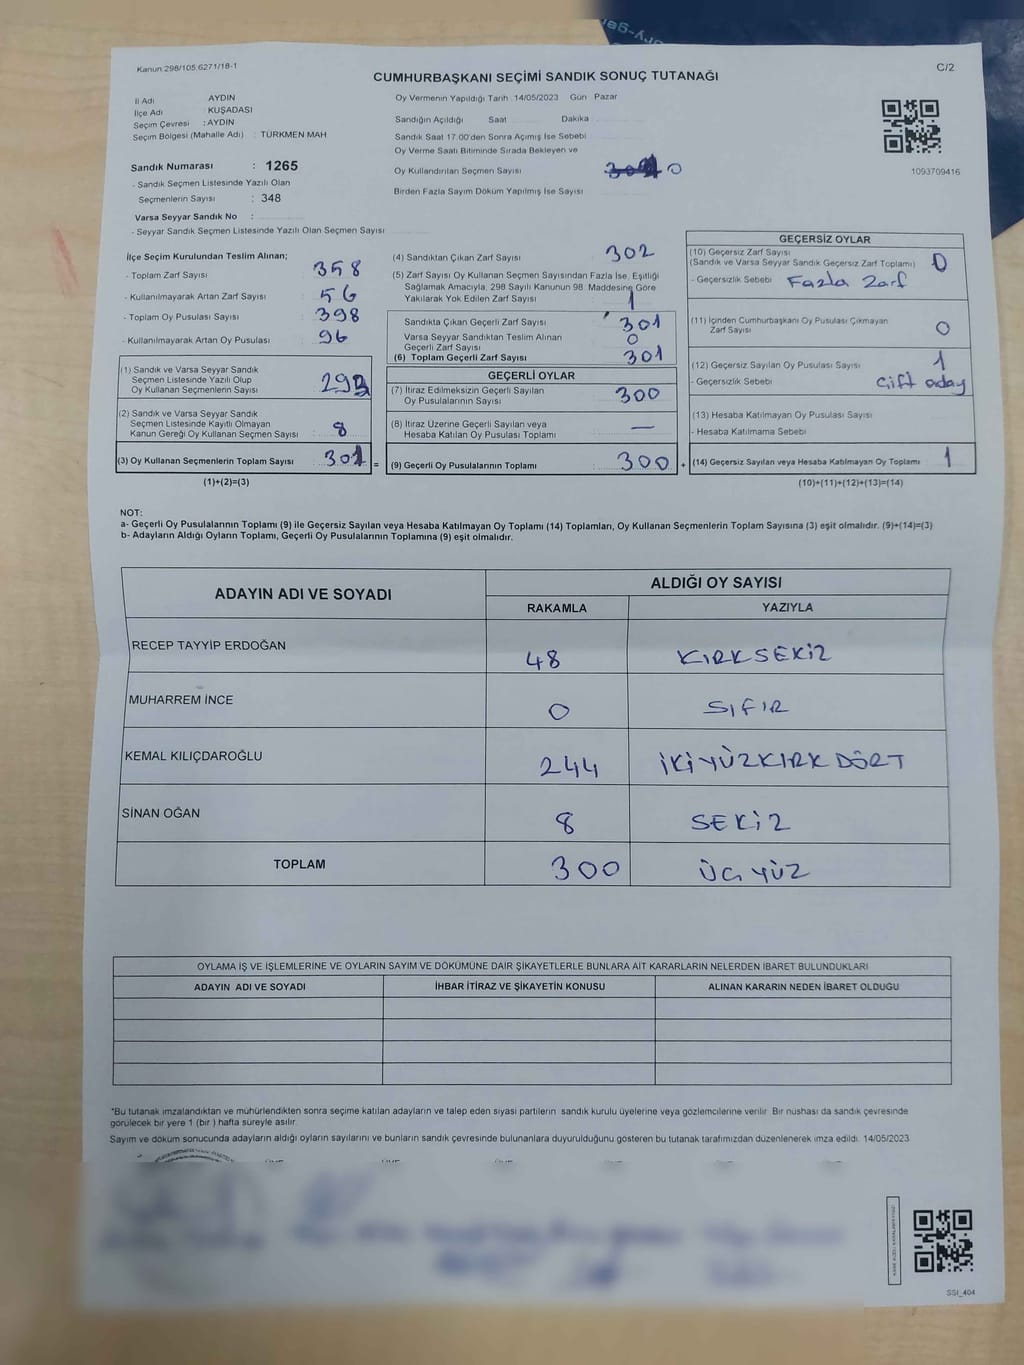 ory-ge
Kanun:298/105,6271/18-1
C/2
CUMHURBAŞKANI SEÇİMİ SANDIK SONUÇ TUTANAĞI
İl Adı AYDIN
İlçe Adı : KUŞADASI
Seçim Çevresi : AYDIN
Seçim Bölgesi (Mahalle Adı) : TÜRKMEN MAH
Sandık Numarası : 1265
- Sandık Seçmen Listesinde Yazılı Olan
Seçmenlerin Sayısı : 348
Varsa Seyyar Sandık No :
- Seyyar Sandık Seçmen Listesinde Yazılı Olan Seçmen Sayısı
Oy Vermenin Yapıldığı Tarih :14/05/2023 Gün Pazar
Sandığın Açıldığı Saat Dakika
Sandık Saat 17:00'den Sonra Açımış İse Sebebi
Oy Verme Saati Bitiminde Sırada Bekleyen ve
Oy Kullandırılan Seçmen Sayısı 0
Birden Fazla Sayım Döküm Yapılmış İse Sayısı
1093709416
İlçe Seçim Kurulundan Teslim Alınan;
- Toplam Zarf Sayısı : 358
- Kullanılmayarak Artan Zarf Sayısı : 56
- Toplam Oy Pusulası Sayısı : 398
- Kullanılmayarak Artan Oy Pusulası : 96
(1) Sandık ve Varsa Seyyar Sandık
Seçmen Listesinde Yazılı Olup
Oy Kullanan Seçmenlerin Sayısı : 293
(2) Sandık ve Varsa Seyyar Sandık
Seçmen Listesinde Kayıtlı Olmayan
Kanun Gereği Oy Kullanan Seçmen Sayısı : 8
(3) Oy Kullanan Seçmenlerin Toplam Sayısı : 301 =
(1)+(2)=(3)
(4) Sandıktan Çıkan Zarf Sayısı : 302
(5) Zarf Sayısı Oy Kullanan Seçmen Sayısından Fazla İse, Eşitliği
Sağlamak Amacıyla; 298 Sayılı Kanunun 98. Maddesine Göre
Yakılarak Yok Edilen Zarf Sayısı : 1
Sandıkta Çıkan Geçerli Zarf Sayısı : 301
Varsa Seyyar Sandıktan Teslim Alınan
Geçerli Zarf Sayısı : 0
(6) Toplam Geçerli Zarf Sayısı : 301
GEÇERLİ OYLAR
(7) İtiraz Edilmeksizin Geçerli Sayılan
Oy Pusulalarının Sayısı : 300
(8) İtiraz Üzerine Geçerli Sayılan veya
Hesaba Katılan Oy Pusulası Toplamı : —
(9) Geçerli Oy Pusulalarının Toplamı : 300 +
GEÇERSİZ OYLAR
(10) Geçersiz Zarf Sayısı
(Sandık ve Varsa Seyyar Sandık Geçersiz Zarf Toplamı) : 0
- Geçersizlik Sebebi : Fazla Zarf
(11) İçinden Cumhurbaşkanı Oy Pusulası Çıkmayan
Zarf Sayısı : 0
(12) Geçersiz Sayılan Oy Pusulası Sayısı : 1
- Geçersizlik Sebebi : Çift aday
(13) Hesaba Katılmayan Oy Pusulası Sayısı
- Hesaba Katılmama Sebebi
(14) Geçersiz Sayılan veya Hesaba Katılmayan Oy Toplamı : 1
(10)+(11)+(12)+(13)=(14)
NOT:
a- Geçerli Oy Pusulalarının Toplamı (9) ile Geçersiz Sayılan veya Hesaba Katılmayan Oy Toplamı (14) Toplamları, Oy Kullanan Seçmenlerin Toplam Sayısına (3) eşit olmalıdır. (9)+(14)=(3)
b- Adayların Aldığı Oyların Toplamı, Geçerli Oy Pusulalarının Toplamına (9) eşit olmalıdır.
ADAYIN ADI VE SOYADI ALDIĞI OY SAYISI
RAKAMLA YAZIYLA
RECEP TAYYİP ERDOĞAN 48 KIRKSEKİZ
MUHARREM İNCE 0 SIFIR
KEMAL KILIÇDAROĞLU 244 İKİYÜZKIRKDÖRT
SİNAN OĞAN 8 SEKİZ
TOPLAM 300 ÜÇYÜZ
OYLAMA İŞ VE İŞLEMLERİNE VE OYLARIN SAYIM VE DÖKÜMÜNE DAİR ŞİKAYETLERLE BUNLARA AİT KARARLARIN NELERDEN İBARET BULUNDUKLARI
ADAYIN ADI VE SOYADI İHBAR İTİRAZ VE ŞİKAYETİN KONUSU ALINAN KARARIN NEDEN İBARET OLDUĞU
*Bu tutanak imzalandıktan ve mühürlendikten sonra seçime katılan adayların ve talep eden siyasi partilerin sandık kurulu üyelerine veya gözlemcilerine verilir. Bir nüshası da sandık çevresinde
görülecek bir yere 1 (bir ) hafta süreyle asılır.
Sayım ve döküm sonucunda adayların aldığı oyların sayılarını ve bunların sandık çevresinde bulunanlara duyurulduğunu gösteren bu tutanak tarafımızdan düzenlenerek imza edildi. 14/05/2023
SSI_404